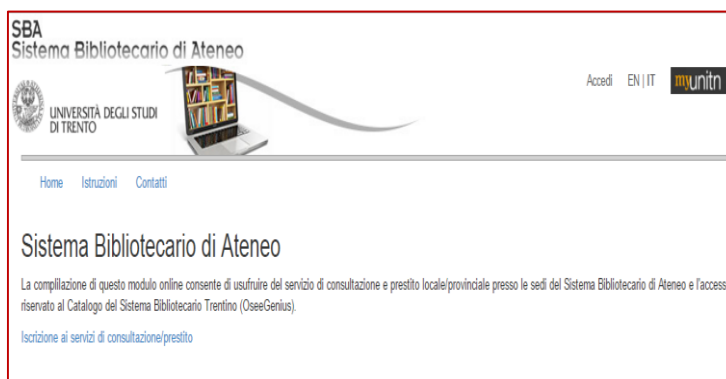 SBA
Sistema Bibliotecario di Ateneo
Accedi EN | IT myunitn
UNIVERSITÀ DEGLI STUDI
DI TRENTO
Home Istruzioni Contatti
Sistema Bibliotecario di Ateneo
La complilazione di questo modulo online consente di usufruire del servizio di consultazione e prestito locale/provinciale presso le sedi del Sistema Bibliotecario di Ateneo e l'access
riservato al Catalogo del Sistema Bibliotecario Trentino (OseeGenius).
Iscrizione ai servizi di consultazione/prestito